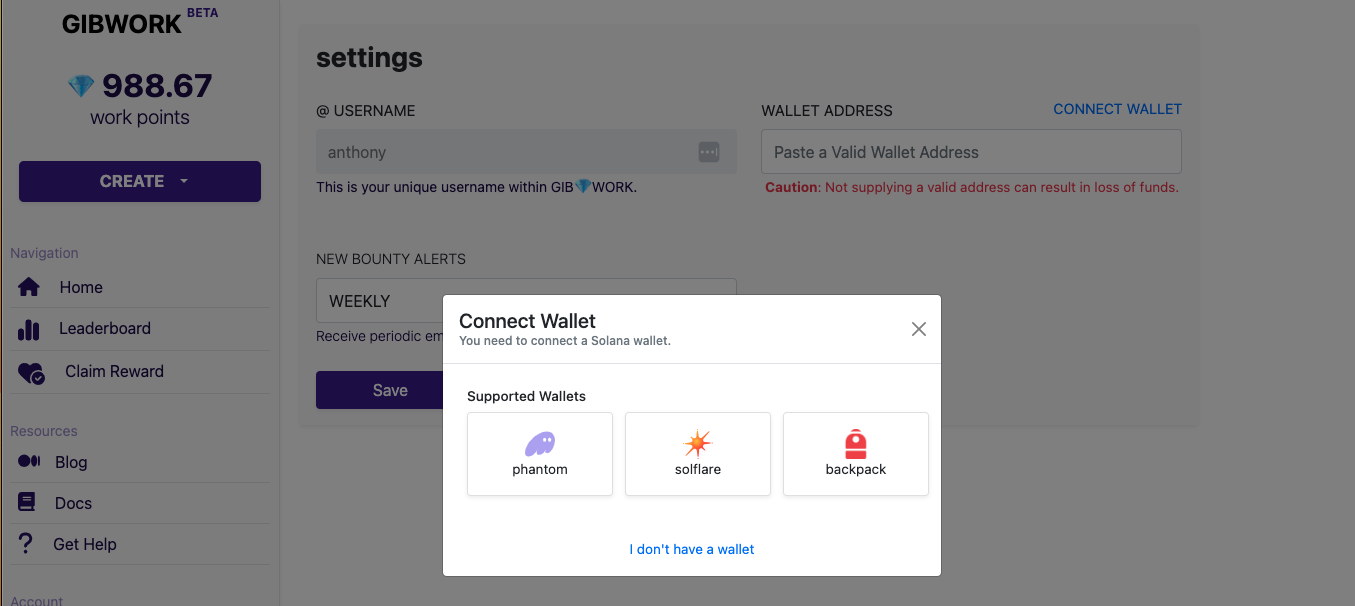 GIBWORK BETA
988.67
work points
CREATE
Navigation
Home
Leaderboard
Claim Reward
Resources
Blog
Docs
Get Help
Account
settings
@ USERNAME
anthony
This is your unique username within GIB💎WORK.
WALLET ADDRESS CONNECT WALLET
Paste a Valid Wallet Address
Caution: Not supplying a valid address can result in loss of funds.
NEW BOUNTY ALERTS
WEEKLY
Receive periodic
Save
Connect Wallet
You need to connect a Solana wallet.
Supported Wallets
phantom
solflare
backpack
I don't have a wallet